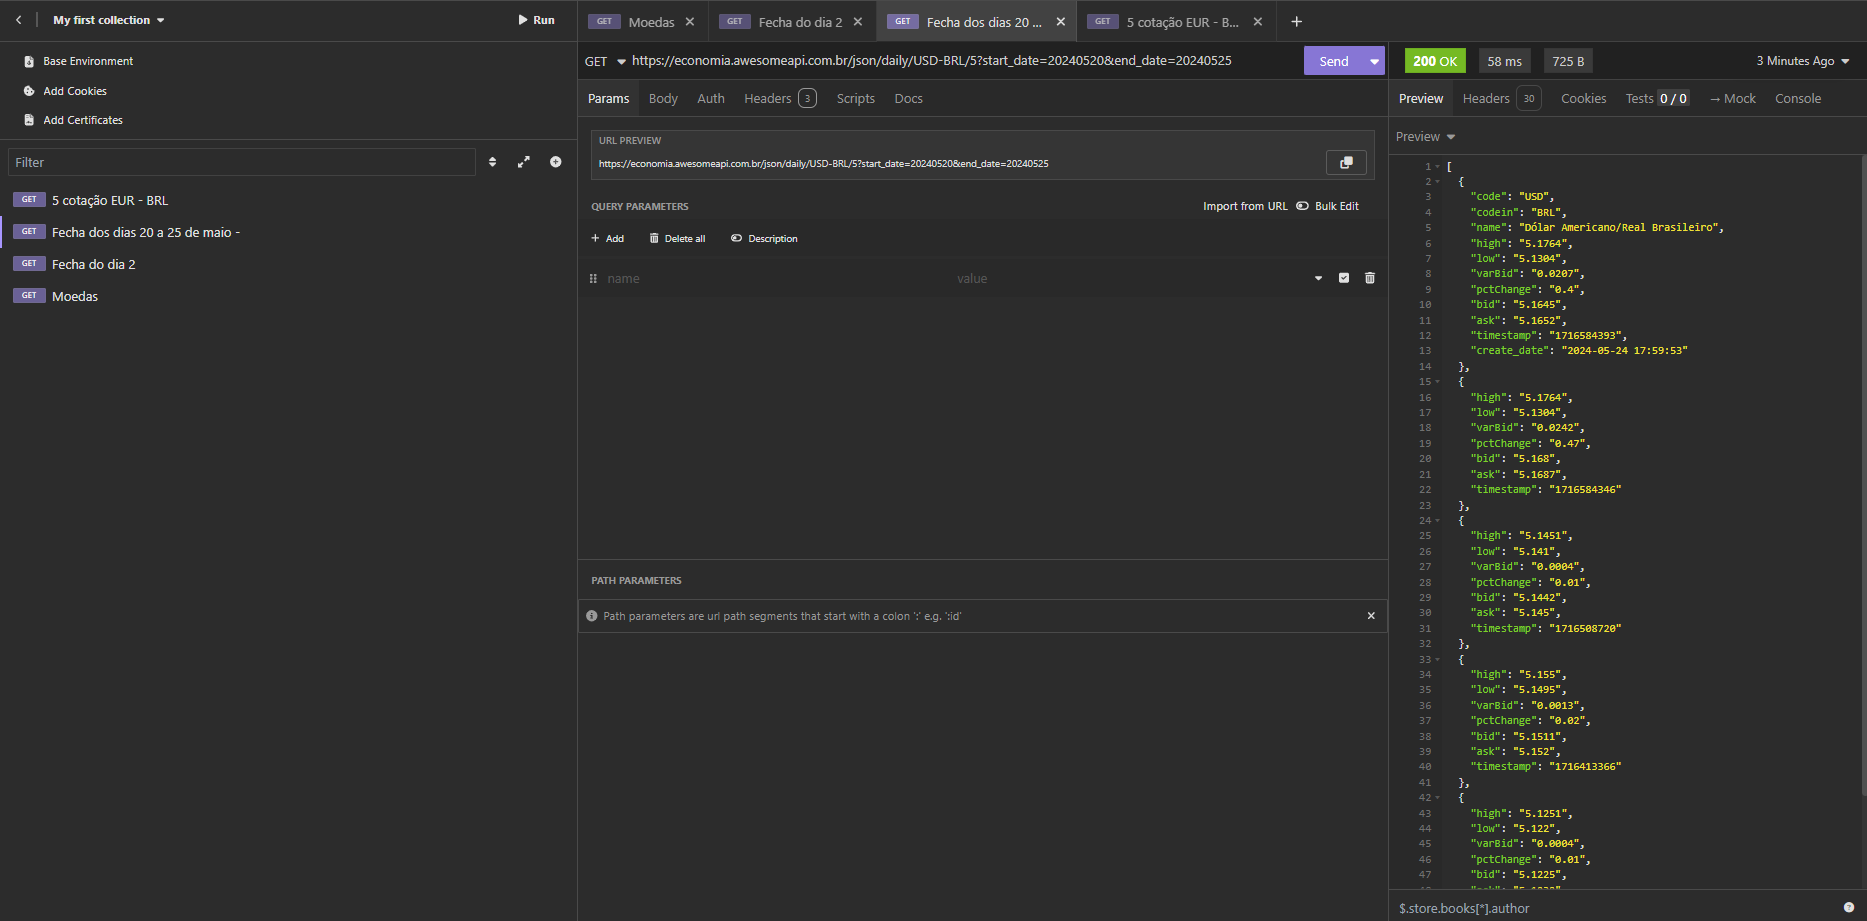 My first collection
Run
Base Environment
Add Cookies
Add Certificates
Filter
GET 5 cotação EUR - BRL
GET Fecha dos dias 20 a 25 de maio -
GET Fecha do dia 2
GET Moedas
GET Moedas
GET Fecha do dia 2
GET Fecha dos dias 20 ...
GET 5 cotação EUR - B...
GET https://economia.awesomeapi.com.br/json/daily/USD-BRL/5?start_date=20240520&end_date=20240525
Send
Params Body Auth Headers 3 Scripts Docs
URL PREVIEW
https://economia.awesomeapi.com.br/json/daily/USD-BRL/5?start_date=20240520&end_date=20240525
QUERY PARAMETERS
Import from URL Bulk Edit
+ Add Delete all Description
name value
PATH PARAMETERS
Path parameters are url path segments that start with a colon ':' e.g. ':id'
200 OK 58 ms 725 B 3 Minutes Ago
Preview Headers 30 Cookies Tests 0 / 0 → Mock Console
Preview
1 [
2 {
3 "code": "USD",
4 "codein": "BRL",
5 "name": "Dólar Americano/Real Brasileiro",
6 "high": "5.1764",
7 "low": "5.1304",
8 "varBid": "0.0207",
9 "pctChange": "0.4",
10 "bid": "5.1645",
11 "ask": "5.1652",
12 "timestamp": "1716584393",
13 "create_date": "2024-05-24 17:59:53"
14 },
15 {
16 "high": "5.1764",
17 "low": "5.1304",
18 "varBid": "0.0242",
19 "pctChange": "0.47",
20 "bid": "5.168",
21 "ask": "5.1687",
22 "timestamp": "1716584346"
23 },
24 {
25 "high": "5.1451",
26 "low": "5.141",
27 "varBid": "0.0004",
28 "pctChange": "0.01",
29 "bid": "5.1442",
30 "ask": "5.145",
31 "timestamp": "1716508720"
32 },
33 {
34 "high": "5.155",
35 "low": "5.1495",
36 "varBid": "0.0013",
37 "pctChange": "0.02",
38 "bid": "5.1511",
39 "ask": "5.152",
40 "timestamp": "1716413366"
41 },
42 {
43 "high": "5.1251",
44 "low": "5.122",
45 "varBid": "0.0004",
46 "pctChange": "0.01",
47 "bid": "5.1225",
$.store.books[*].author